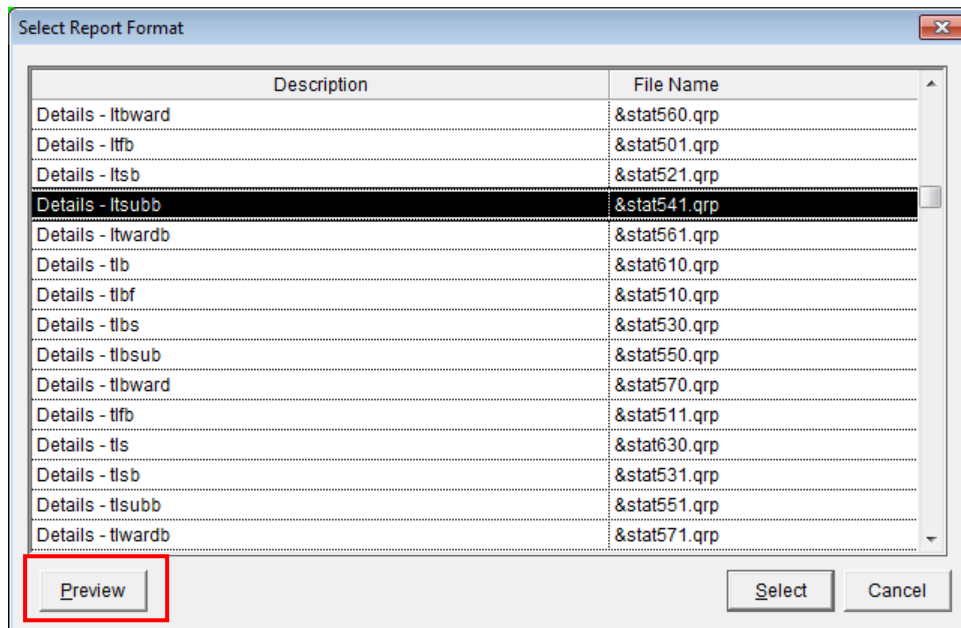 Select Report Format
Description File Name
Details - ltbward &stat560.qrp
Details - ltfb &stat501.qrp
Details - ltsb &stat521.qrp
Details - ltsubb &stat541.qrp
Details - ltwardb &stat561.qrp
Details - tlb &stat610.qrp
Details - tlbf &stat510.qrp
Details - tlbs &stat530.qrp
Details - tlbsub &stat550.qrp
Details - tlbward &stat570.qrp
Details - tlfb &stat511.qrp
Details - tls &stat630.qrp
Details - tlsb &stat531.qrp
Details - tlsubb &stat551.qrp
Details - tlwardb &stat571.qrp
Preview Select Cancel